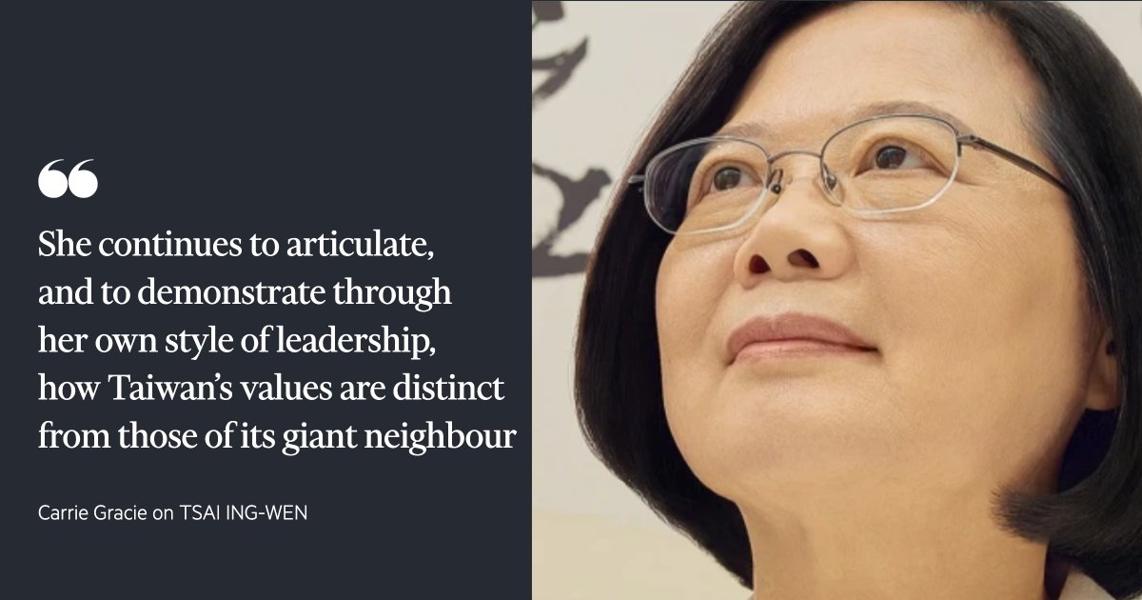 “
She continues to articulate,
and to demonstrate through
her own style of leadership,
how Taiwan’s values are distinct
from those of its giant neighbour
Carrie Gracie on TSAI ING-WEN